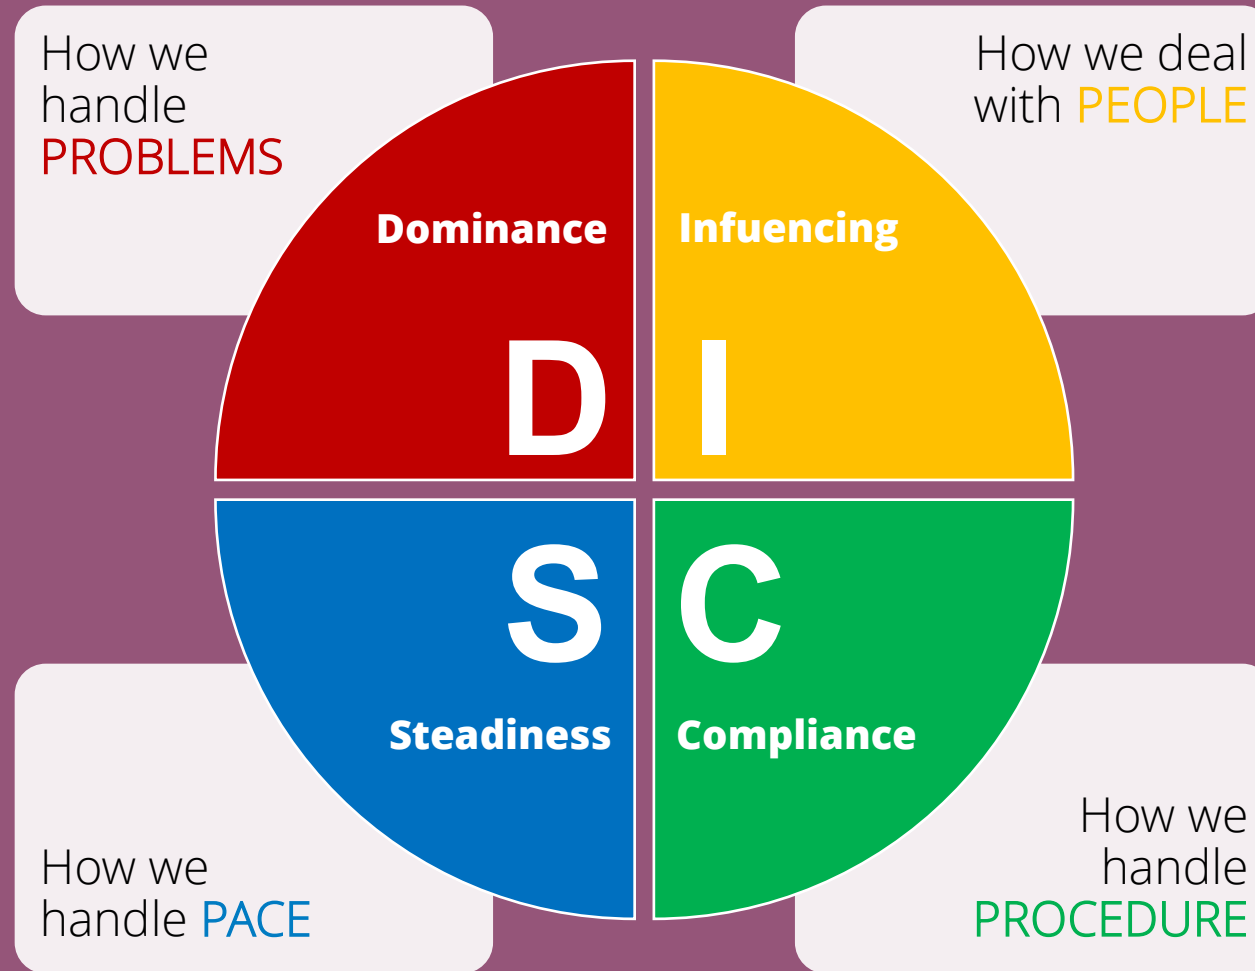 How we
handle
PROBLEMS
How we deal
with PEOPLE
Dominance
Infuencing
D
I
S
C
Steadiness
Compliance
How we
handle PACE
How we
handle
PROCEDURE